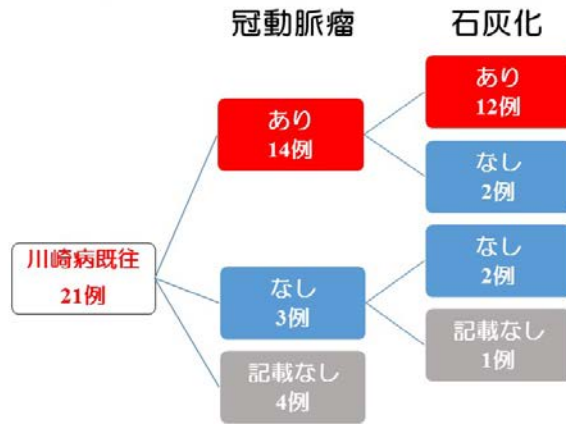 冠動脈瘤
石灰化
あり
14例
あり
12例
なし
2例
川崎病既往
21例
なし
3例
なし
2例
記載なし
1例
記載なし
4例